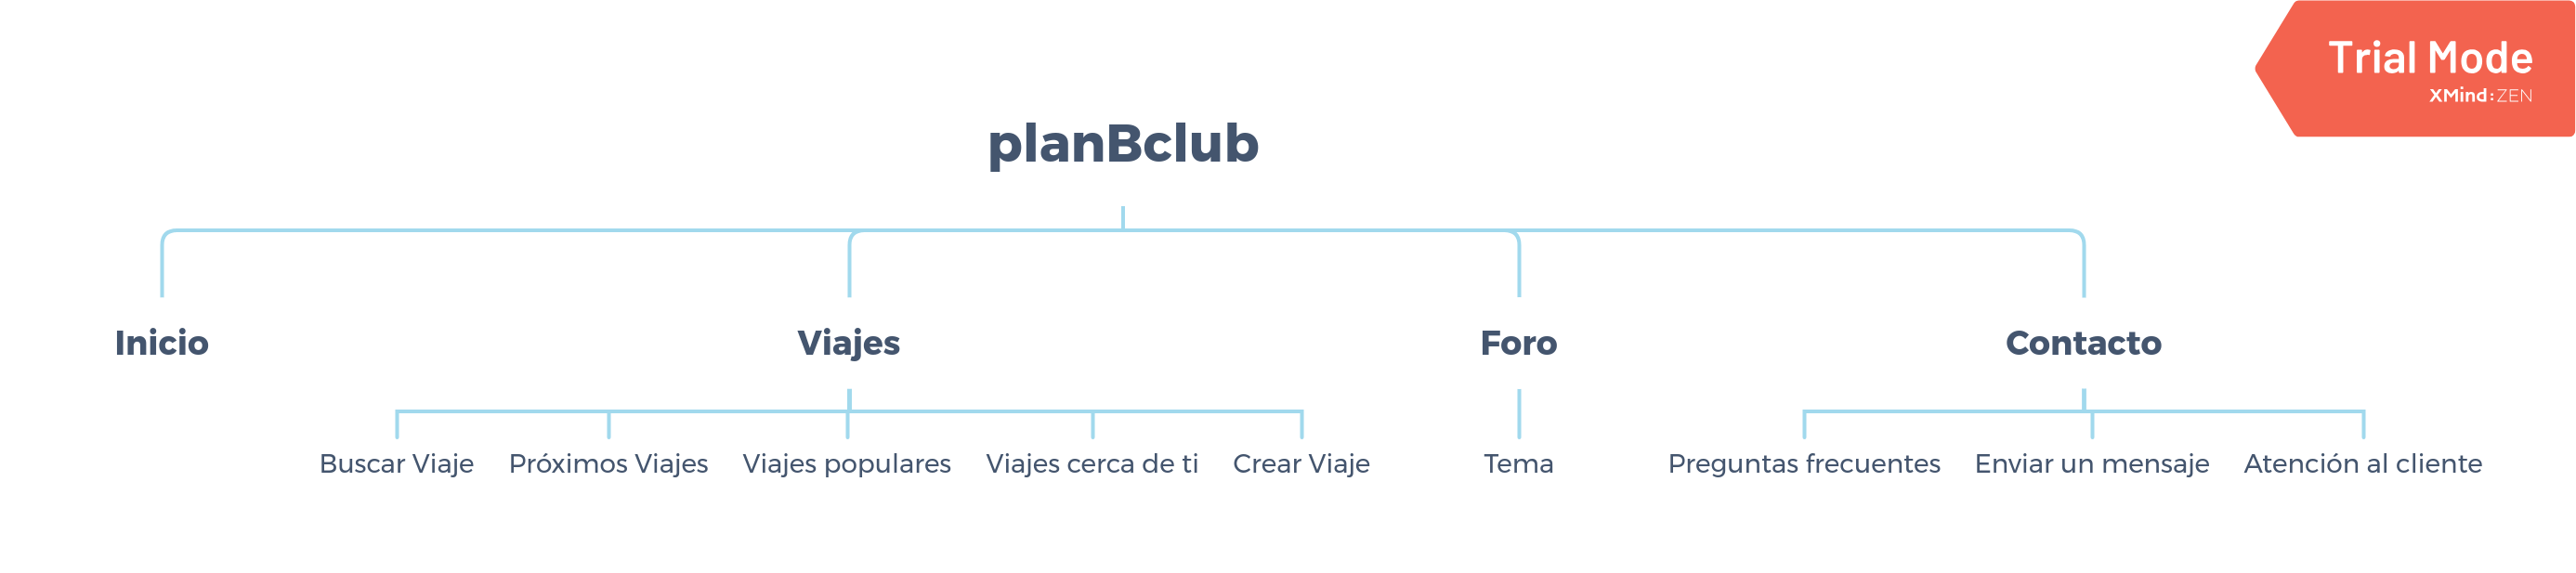 Trial Mode
XMind:ZEN
planBclub
Inicio
Viajes
Foro
Contacto
Buscar Viaje
Próximos Viajes
Viajes populares
Viajes cerca de ti
Crear Viaje
Tema
Preguntas frecuentes
Enviar un mensaje
Atención al cliente